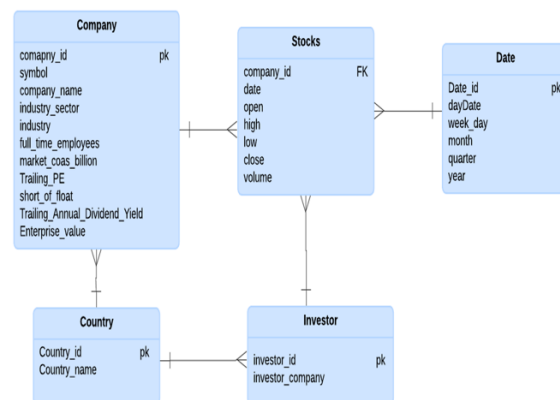 Company
comapny_id pk
symbol
company_name
industry_sector
industry
full_time_employees
market_coas_billion
Trailing_PE
short_of_float
Trailing_Annual_Dividend_Yield
Enterprise_value
Stocks
company_id FK
date
open
high
low
close
volume
Date
Date_id pk
dayDate
week_day
month
quarter
year
Country
Country_id pk
Country_name
Investor
investor_id pk
investor_company